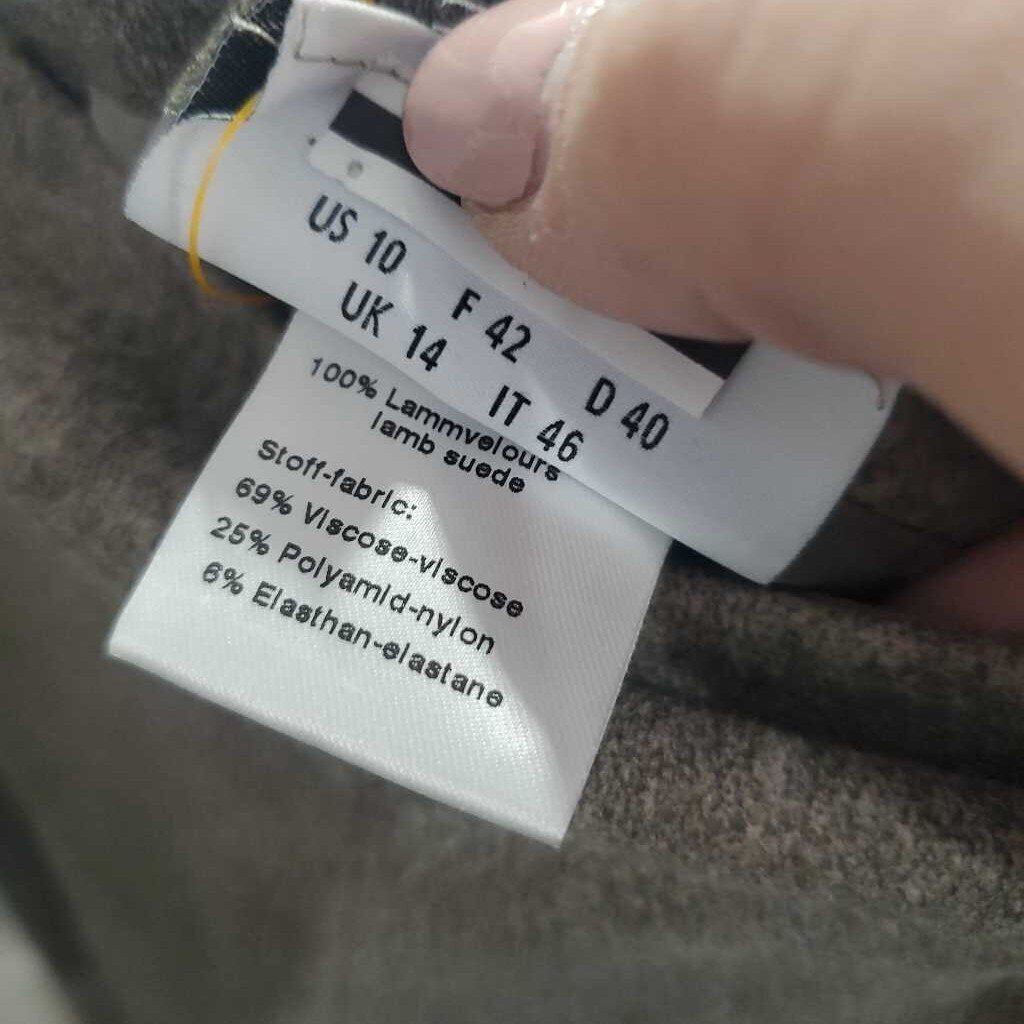 US 10 F 42 D 40
UK 14 IT 46
100% Lammvelours
lamb suede
Stoff-fabric:
69% Viscose-viscose
25% Polyamid-nylon
6% Elasthan-elastane